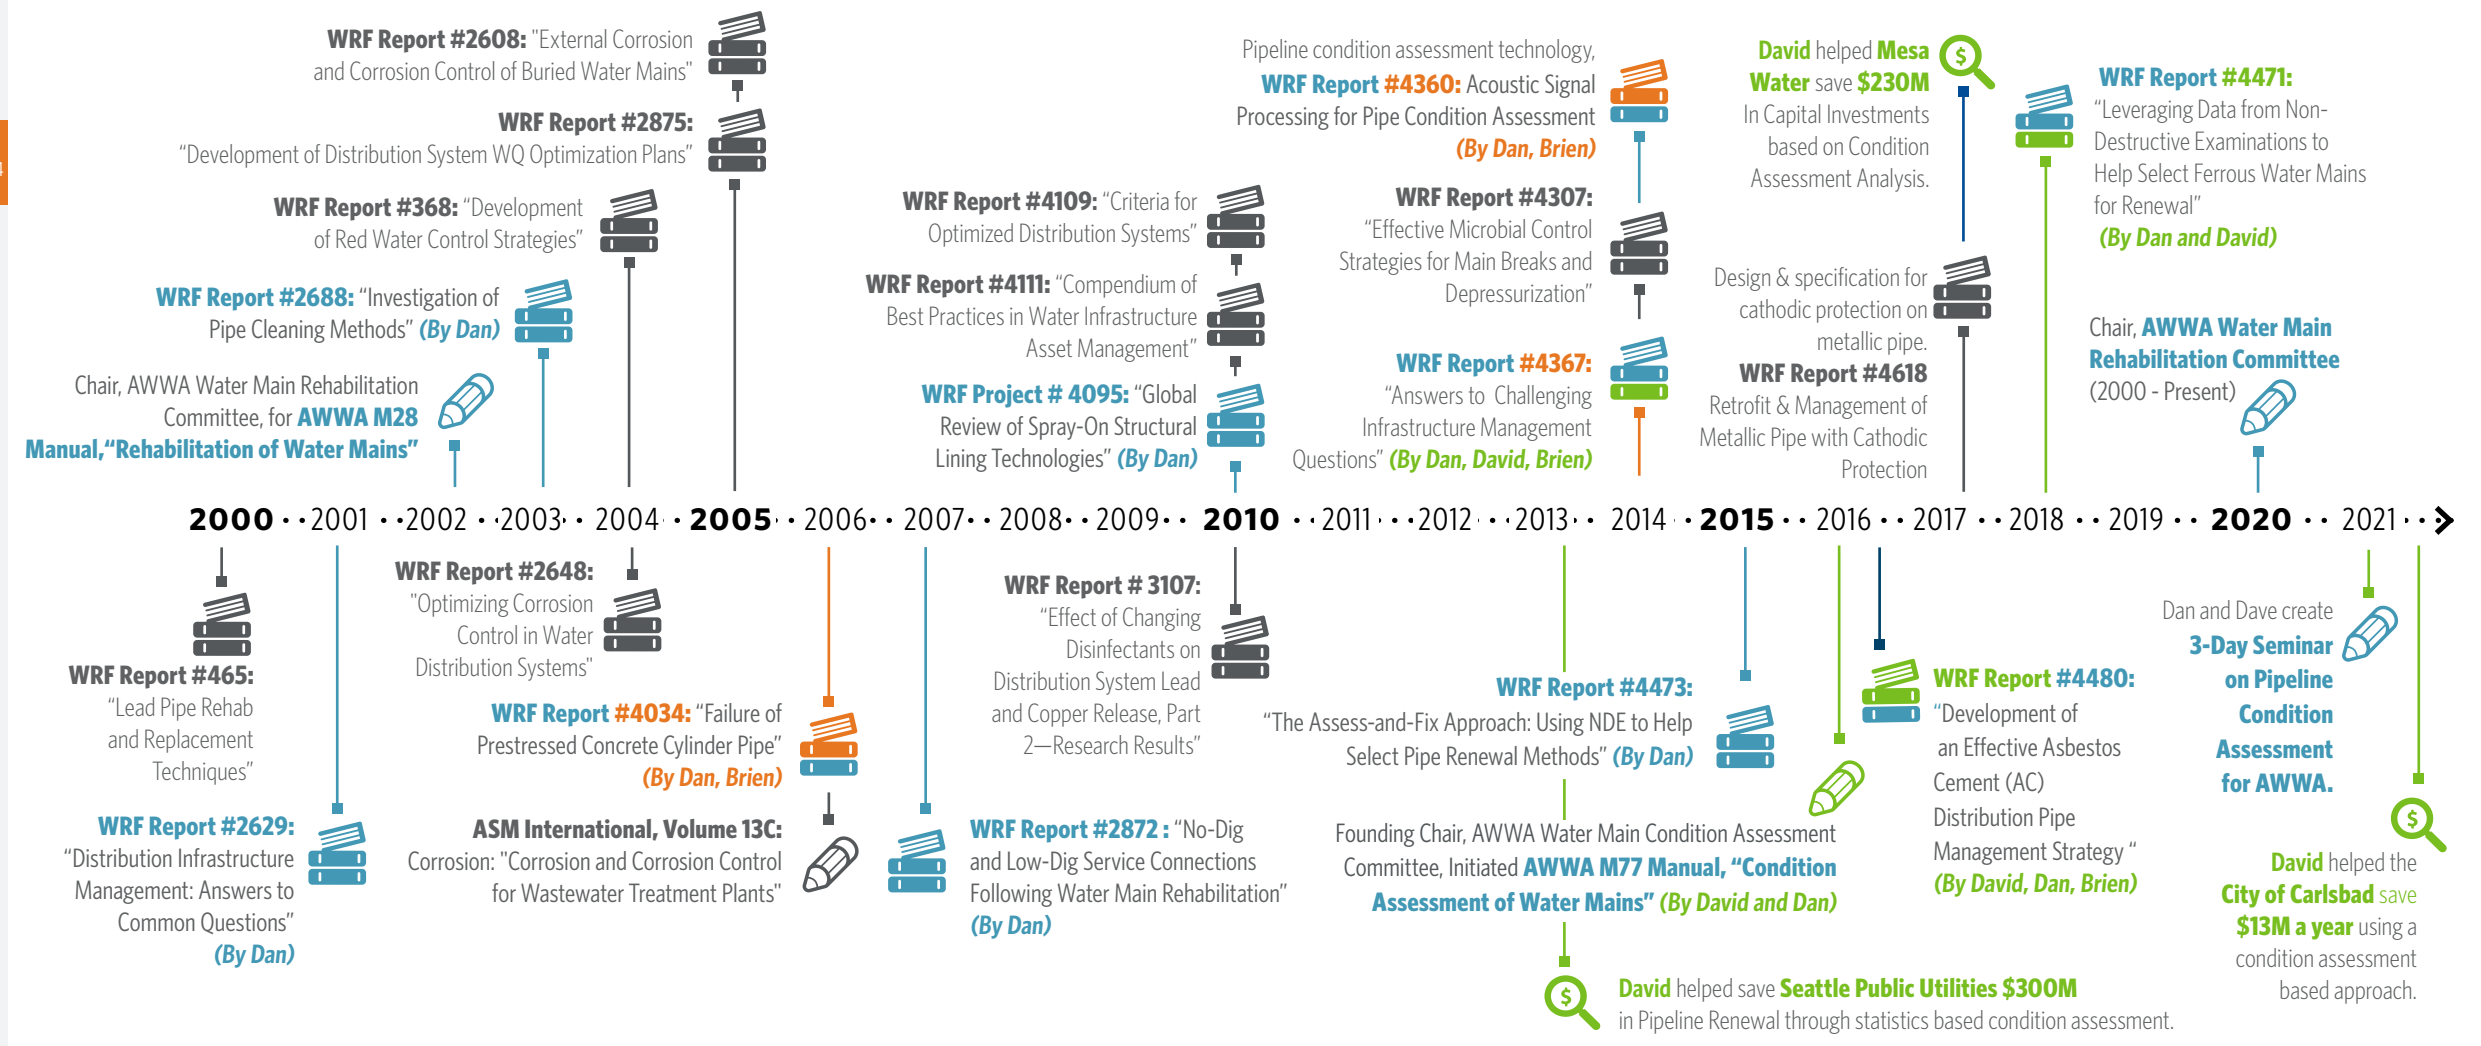 WRF Report #2608: "External Corrosion
and Corrosion Control of Buried Water Mains"
WRF Report #2875:
“Development of Distribution System WQ Optimization Plans”
WRF Report #368: “Development
of Red Water Control Strategies”
WRF Report #2688: “Investigation of
Pipe Cleaning Methods” (By Dan)
Chair, AWWA Water Main Rehabilitation
Committee, for AWWA M28
Manual,“Rehabilitation of Water Mains”
WRF Report #4109: “Criteria for
Optimized Distribution Systems”
WRF Report #4111: “Compendium of
Best Practices in Water Infrastructure
Asset Management”
WRF Project # 4095: “Global
Review of Spray-On Structural
Lining Technologies” (By Dan)
Pipeline condition assessment technology,
WRF Report #4360: Acoustic Signal
Processing for Pipe Condition Assessment
(By Dan, Brien)
WRF Report #4307:
“Effective Microbial Control
Strategies for Main Breaks and
Depressurization”
WRF Report #4367:
“Answers to Challenging
Infrastructure Management
Questions” (By Dan, David, Brien)
David helped Mesa
Water save $230M
In Capital Investments
based on Condition
Assessment Analysis.
$
Design & specification for
cathodic protection on
metallic pipe.
WRF Report #4618
Retrofit & Management of
Metallic Pipe with Cathodic
Protection
WRF Report #4471:
“Leveraging Data from Non-
Destructive Examinations to
Help Select Ferrous Water Mains
for Renewal”
(By Dan and David)
Chair, AWWA Water Main
Rehabilitation Committee
(2000 - Present)
2000 ·· 2001 ·· 2002 ·· 2003 ·· 2004 ·· 2005 ·· 2006 ·· 2007 ·· 2008 ·· 2009 ·· 2010 ·· 2011 ·· 2012 ·· 2013 ·· 2014 ·· 2015 ·· 2016 ·· 2017 ·· 2018 ·· 2019 ·· 2020 ·· 2021 ··
WRF Report #465:
“Lead Pipe Rehab
and Replacement
Techniques”
WRF Report #2629:
“Distribution Infrastructure
Management: Answers to
Common Questions”
(By Dan)
WRF Report #2648:
"Optimizing Corrosion
Control in Water
Distribution Systems"
WRF Report #4034: “Failure of
Prestressed Concrete Cylinder Pipe”
(By Dan, Brien)
ASM International, Volume 13C:
Corrosion: "Corrosion and Corrosion Control
for Wastewater Treatment Plants"
WRF Report #2872 : “No-Dig
and Low-Dig Service Connections
Following Water Main Rehabilitation”
(By Dan)
WRF Report # 3107:
“Effect of Changing
Disinfectants on
Distribution System Lead
and Copper Release, Part
2—Research Results”
WRF Report #4473:
“The Assess-and-Fix Approach: Using NDE to Help
Select Pipe Renewal Methods” (By Dan)
Founding Chair, AWWA Water Main Condition Assessment
Committee, Initiated AWWA M77 Manual, “Condition
Assessment of Water Mains” (By David and Dan)
$
David helped save Seattle Public Utilities $300M
in Pipeline Renewal through statistics based condition assessment.
WRF Report #4480:
“Development of
an Effective Asbestos
Cement (AC)
Distribution Pipe
Management Strategy “
(By David, Dan, Brien)
Dan and Dave create
3-Day Seminar
on Pipeline
Condition
Assessment
for AWWA.
$
David helped the
City of Carlsbad save
$13M a year using a
condition assessment
based approach.